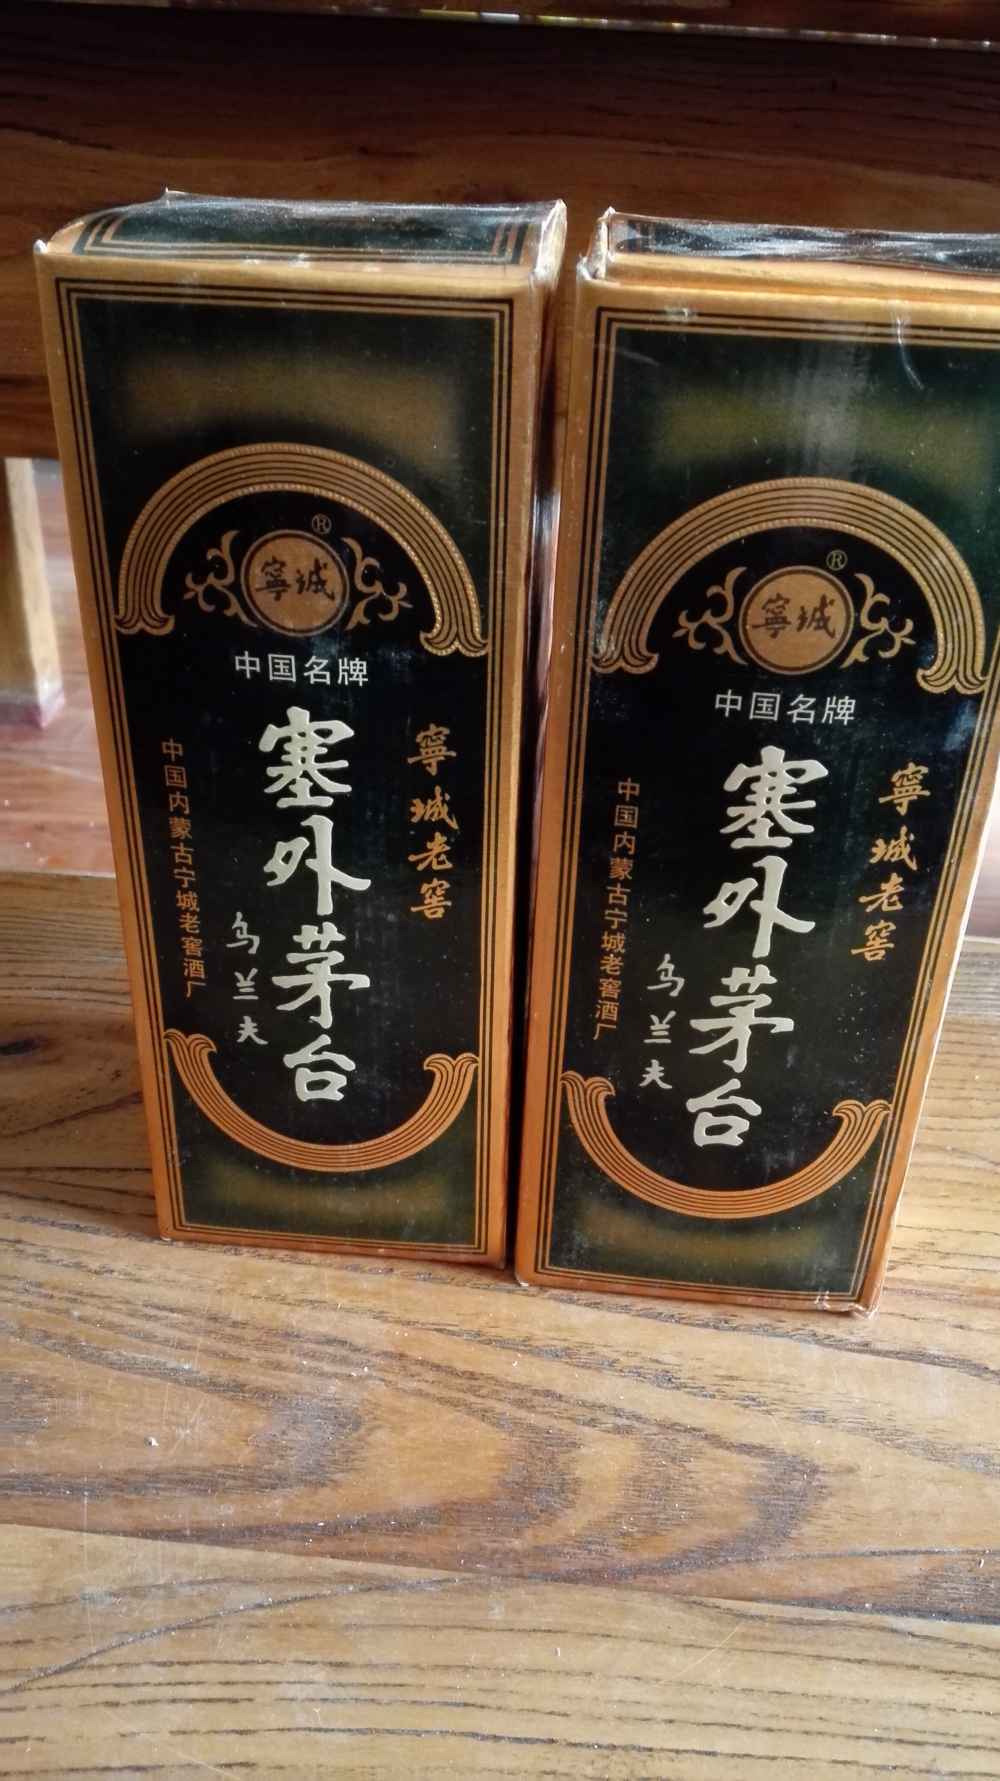 ®
寧城
中国名牌
寧城老窖
塞外茅台
乌兰夫
中国内蒙古宁城老窖酒厂
®
寧城
中国名牌
寧城老窖
塞外茅台
乌兰夫
中国内蒙古宁城老窖酒厂